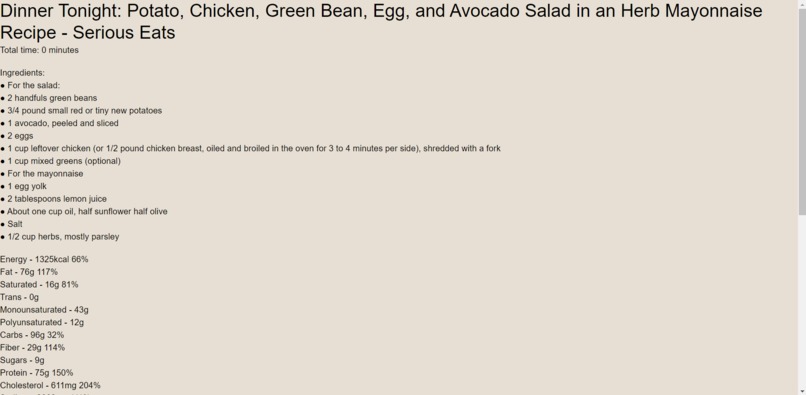 Dinner Tonight: Potato, Chicken, Green Bean, Egg, and Avocado Salad in an Herb Mayonnaise
Recipe - Serious Eats
Total time: 0 minutes
Ingredients:
● For the salad:
● 2 handfuls green beans
● 3/4 pound small red or tiny new potatoes
● 1 avocado, peeled and sliced
● 2 eggs
● 1 cup leftover chicken (or 1/2 pound chicken breast, oiled and broiled in the oven for 3 to 4 minutes per side), shredded with a fork
● 1 cup mixed greens (optional)
● For the mayonnaise
● 1 egg yolk
● 2 tablespoons lemon juice
● About one cup oil, half sunflower half olive
● Salt
● 1/2 cup herbs, mostly parsley
Energy - 1325kcal 66%
Fat - 76g 117%
Saturated - 16g 81%
Trans - 0g
Monounsaturated - 43g
Polyunsaturated - 12g
Carbs - 96g 32%
Fiber - 29g 114%
Sugars - 9g
Protein - 75g 150%
Cholesterol - 611mg 204%